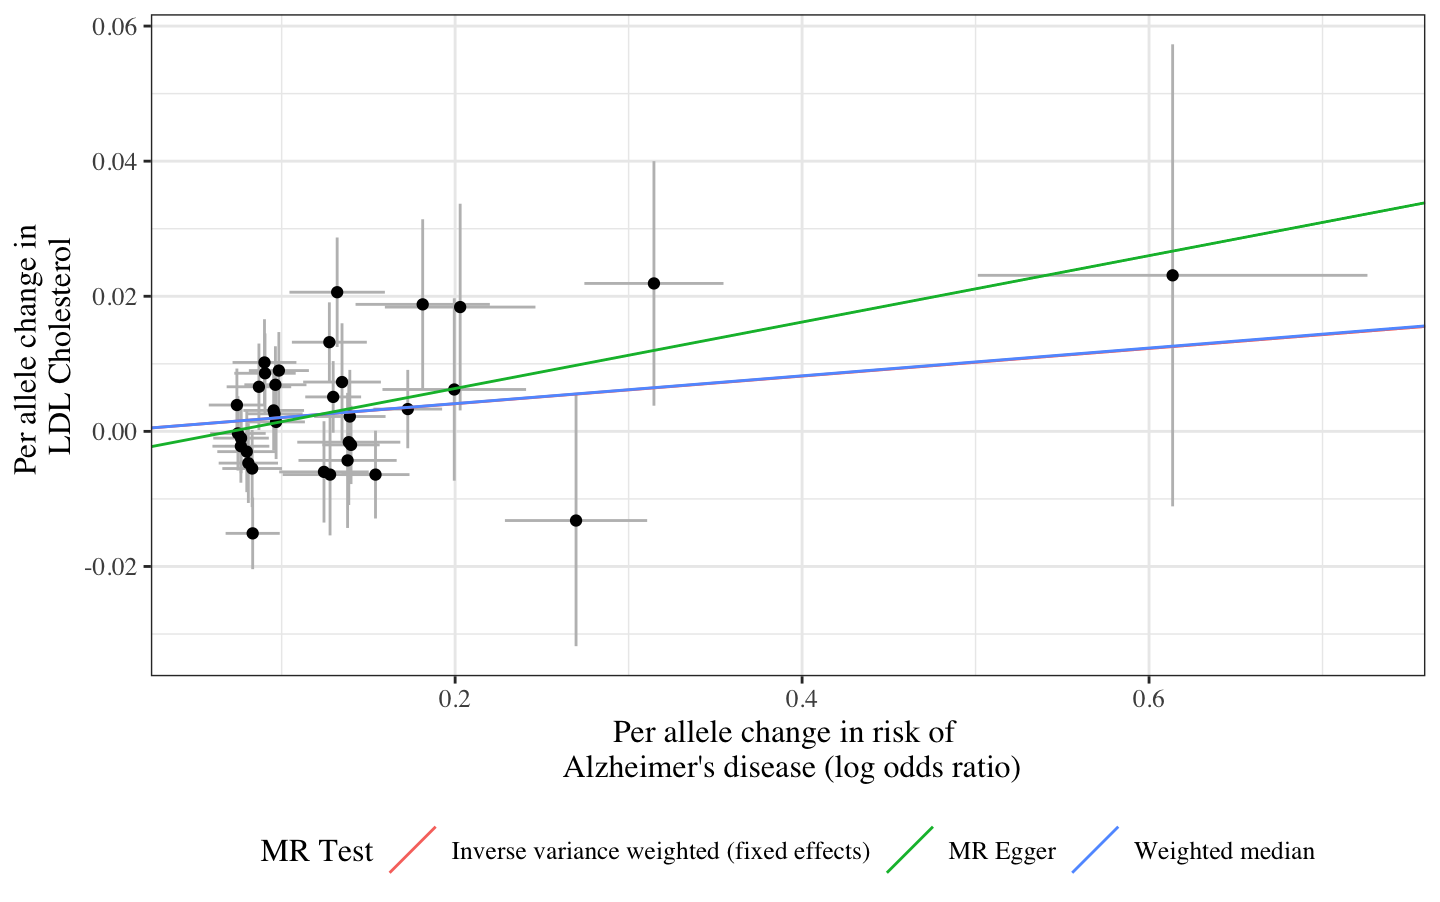 0.06
0.04
0.02
0.00
-0.02
Per allele change in
LDL Cholesterol
0.2
0.4
0.6
Per allele change in risk of
Alzheimer's disease (log odds ratio)
MR Test
Inverse variance weighted (fixed effects)
MR Egger
Weighted median